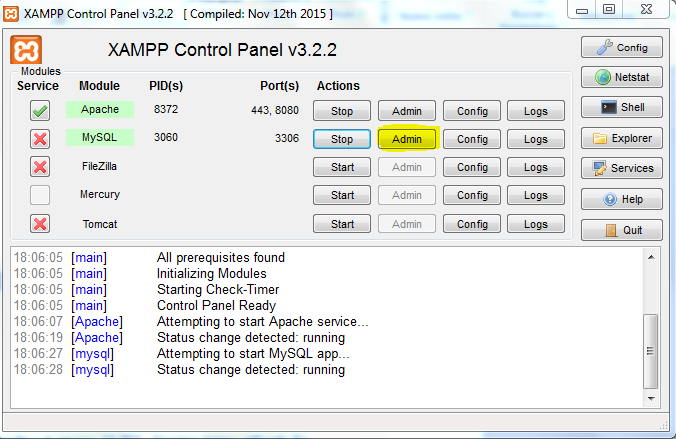 XAMPP Control Panel v3.2.2 [ Compiled: Nov 12th 2015 ]
XAMPP Control Panel v3.2.2
Config
Modules
Service Module PID(s) Port(s) Actions
Netstat
Apache 8372 443, 8080 Stop Admin Config Logs
Shell
MySQL 3060 3306 Stop Admin Config Logs
Explorer
FileZilla Start Admin Config Logs
Services
Mercury Start Admin Config Logs
Help
Tomcat Start Admin Config Logs
Quit
18:06:05 [main] All prerequisites found
18:06:05 [main] Initializing Modules
18:06:05 [main] Starting Check-Timer
18:06:05 [main] Control Panel Ready
18:06:07 [Apache] Attempting to start Apache service...
18:06:19 [Apache] Status change detected: running
18:06:27 [mysql] Attempting to start MySQL app...
18:06:28 [mysql] Status change detected: running